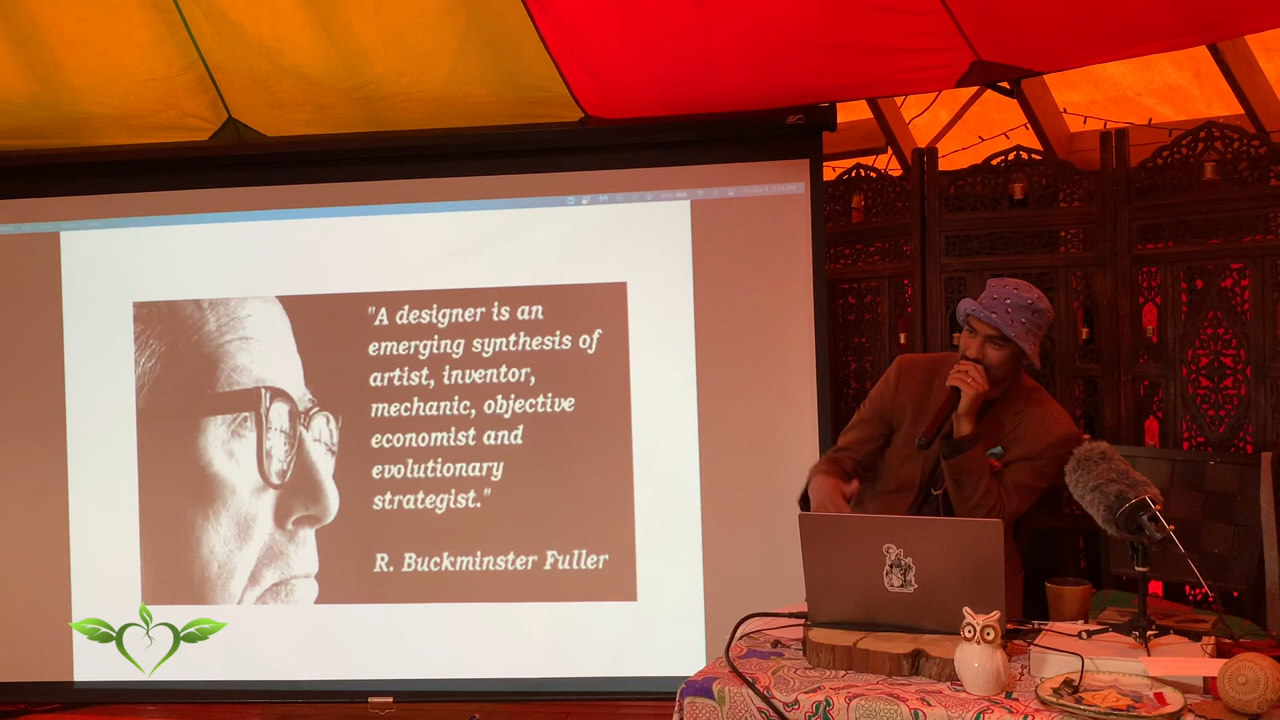 "A designer is an
emerging synthesis of
artist, inventor,
mechanic, objective
economist and
evolutionary
strategist."
R. Buckminster Fuller